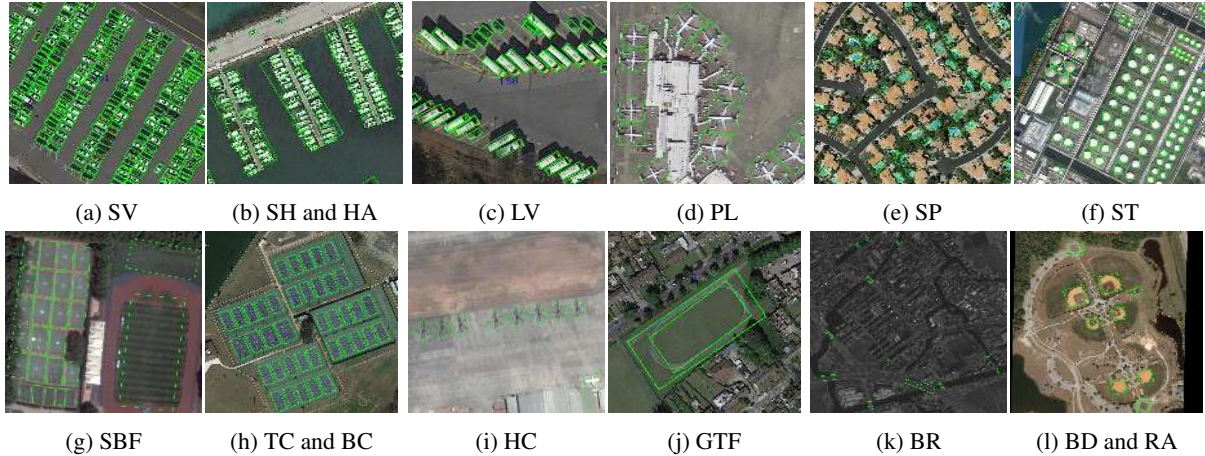 (a) SV
(b) SH and HA
(c) LV
(d) PL
(e) SP
(f) ST
(g) SBF
(h) TC and BC
(i) HC
(j) GTF
(k) BR
(l) BD and RA